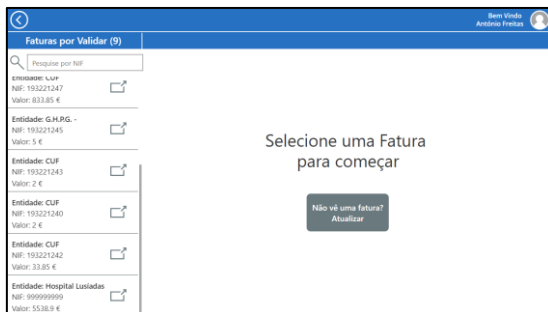 Bem Vindo
António Freitas
Faturas por Validar (9)
Pesquise por NIF
Entidade: CUF
NIF: 193221247
Valor: 833.85 €
Entidade: G.H.P.G. -
NIF: 193221245
Valor: 5 €
Entidade: CUF
NIF: 193221243
Valor: 2 €
Entidade: CUF
NIF: 193221240
Valor: 2 €
Entidade: CUF
NIF: 193221242
Valor: 33.85 €
Entidade: Hospital Lusíadas
NIF: 999999999
Valor: 5538.9 €
Selecione uma Fatura
para começar
Não vê uma fatura?
Atualizar